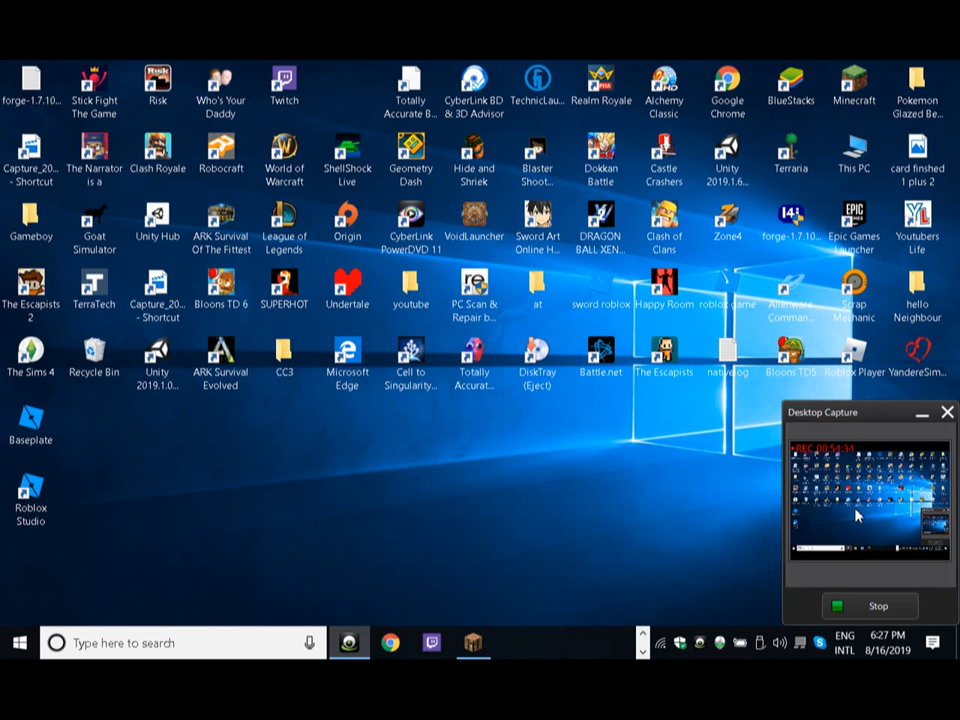 forge-1.7.10...
Stick Fight
The Game
Risk
Who's Your
Daddy
Twitch
Totally
Accurate B...
CyberLink BD
& 3D Advisor
TechnicLau...
Realm Royale
Alchemy
Classic
Google
Chrome
BlueStacks
Minecraft
Pokemon
Glazed Be...
Capture_20...
- Shortcut
The Narrator
is a
Clash Royale
Robocraft
World of
Warcraft
ShellShock
Live
Geometry
Dash
Hide and
Shriek
Blaster
Shoot...
Dokkan
Battle
Castle
Crashers
Unity
2019.1.6...
Terraria
This PC
card finshed
1 plus 2
Gameboy
Goat
Simulator
Unity Hub
ARK Survival
Of The Fittest
League of
Legends
Origin
CyberLink
PowerDVD 11
VoidLauncher
Sword Art
Online H...
DRAGON
BALL XEN...
Clash of
Clans
Zone4
forge-1.7.10...
Epic Games
Launcher
Youtubers
Life
The Escapists
2
TerraTech
Capture_20...
- Shortcut
Bloons TD 6
SUPERHOT
Undertale
youtube
PC Scan &
Repair b...
at
sword roblox
Happy Room
roblox game
Alienware
Comman...
Scrap
Mechanic
hello
Neighbour
The Sims 4
Recycle Bin
Unity
2019.1.0...
ARK Survival
Evolved
CC3
Microsoft
Edge
Cell to
Singularity...
Totally
Accurat...
DiskTray
(Eject)
Battle.net
The Escapists
nativelog
Bloons TD5
Roblox Player
YandereSim...
Baseplate
Roblox
Studio
Desktop Capture
REC 00:54:34
Stop
Type here to search
ENG
INTL
6:27 PM
8/16/2019